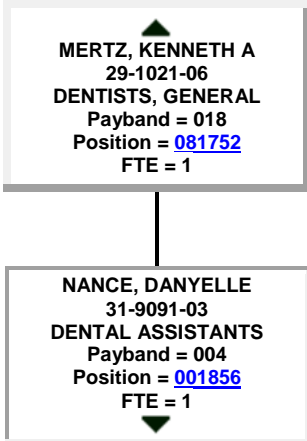 MERTZ, KENNETH A
29-1021-06
DENTISTS, GENERAL
Payband = 018
Position = 081752
FTE = 1
NANCE, DANYELLE
31-9091-03
DENTAL ASSISTANTS
Payband = 004
Position = 001856
FTE = 1